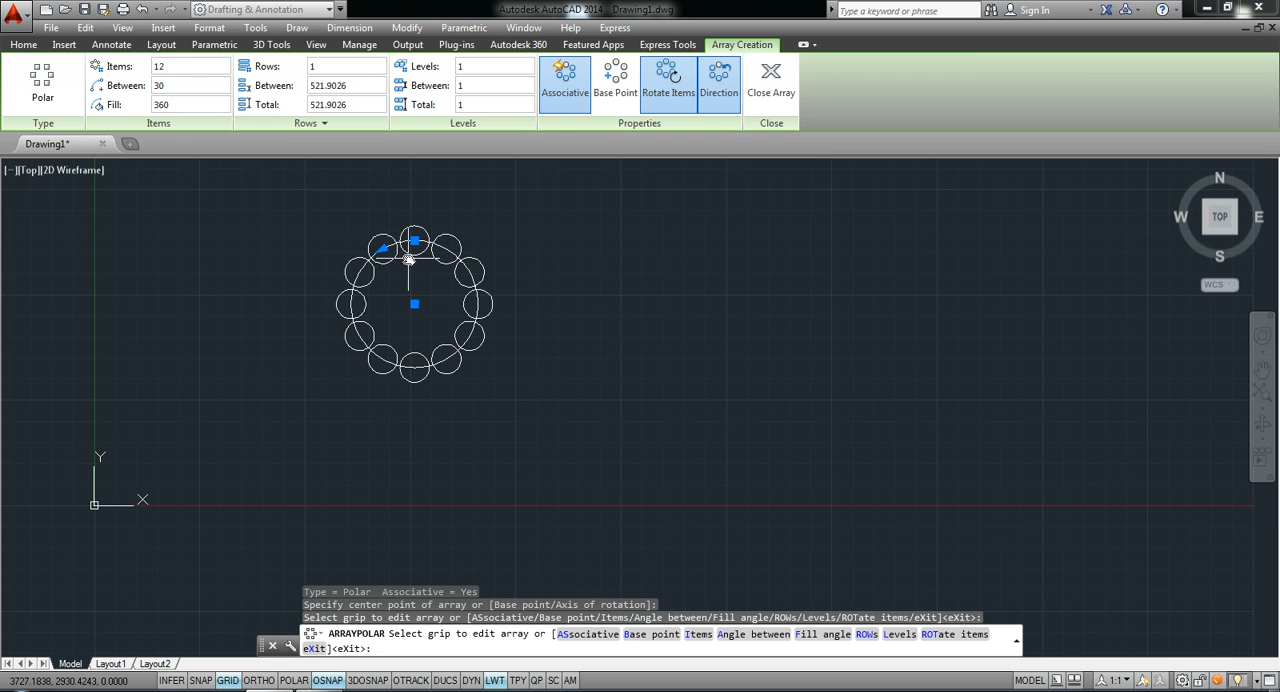 Drafting & Annotation
Autodesk AutoCAD 2014 Drawing1.dwg
Type a keyword or phrase
Sign In
File Edit View Insert Format Tools Draw Dimension Modify Parametric Window Help Express
Home Insert Annotate Layout Parametric 3D Tools View Manage Output Plug-ins Autodesk 360 Featured Apps Express Tools Array Creation
Items: 12 Rows: 1 Levels: 1
Between: 30 Between: 521.9026 Between: 1
Fill: 360 Total: 521.9026 Total: 1
Polar Associative Base Point Rotate Items Direction Close Array
Type Items Rows Levels Properties Close
Drawing1*
[−][Top][2D Wireframe]
N
W TOP E
S
WCS
Y
X
Type = Polar Associative = Yes
Specify center point of array or [Base point/Axis of rotation]:
Select grip to edit array or [ASsociative/Base point/Items/Angle between/Fill angle/ROWs/Levels/ROTate items/eXit]<eXit>:
ARRAYPOLAR Select grip to edit array or [ASsociative Base point Items Angle between Fill angle ROWs Levels ROTate items
eXit]<eXit>:
Model Layout1 Layout2
3727.1838, 2930.4243, 0.0000 INFER SNAP GRID ORTHO POLAR OSNAP 3DOSNAP OTRACK DUCS DYN LWT TPY QP SC AM MODEL 1:1